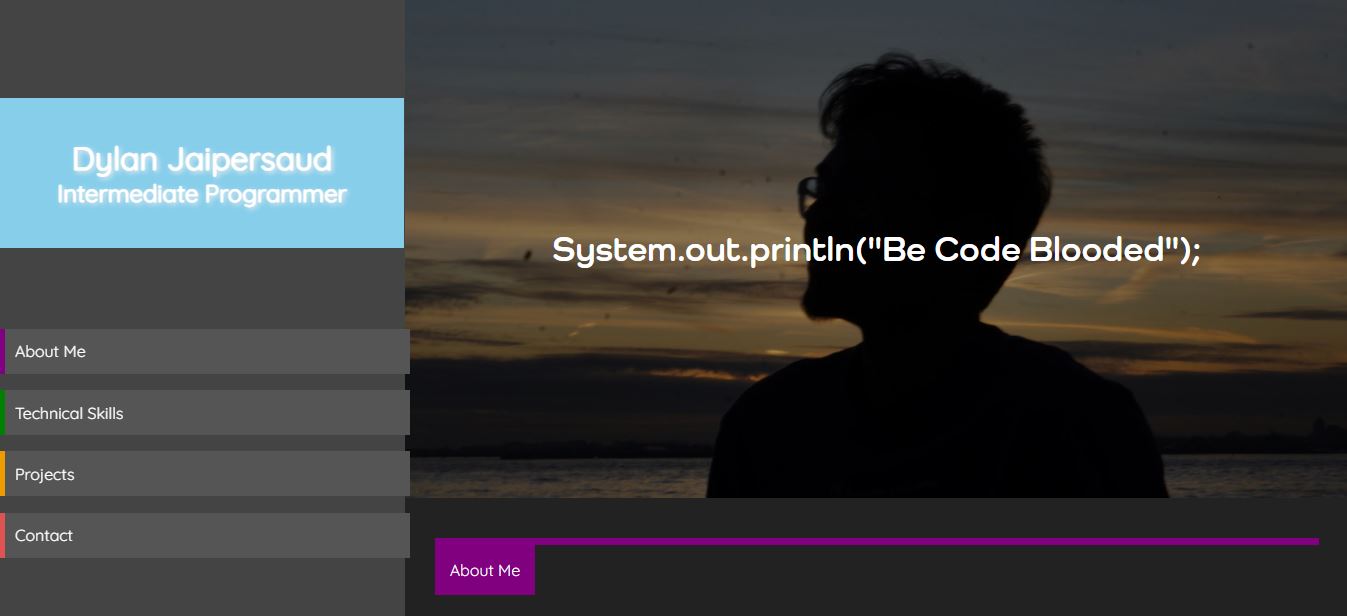 Dylan Jaipersaud
Intermediate Programmer
System.out.println("Be Code Blooded");
About Me
Technical Skills
Projects
Contact
About Me